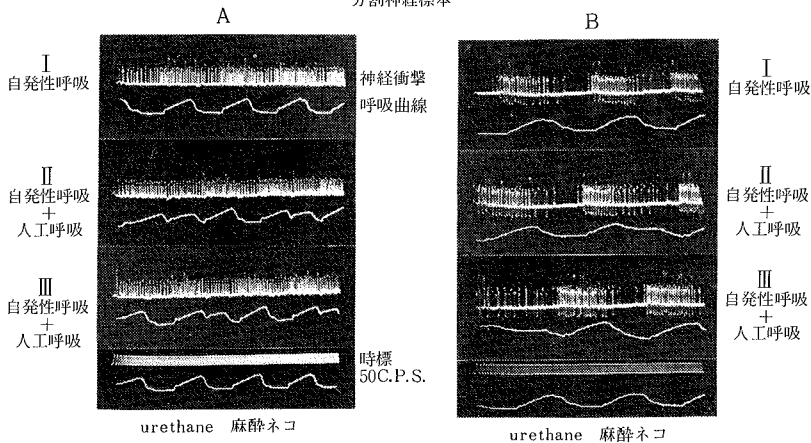 分割神経標本
A
B
Ⅰ
自発性呼吸
神経衝撃
呼吸曲線
Ⅱ
自発性呼吸
+
人工呼吸
Ⅲ
自発性呼吸
+
人工呼吸
時標
50C.P.S.
urethane 麻酔ネコ
Ⅰ
自発性呼吸
Ⅱ
自発性呼吸
+
人工呼吸
Ⅲ
自発性呼吸
+
人工呼吸
urethane 麻酔ネコ